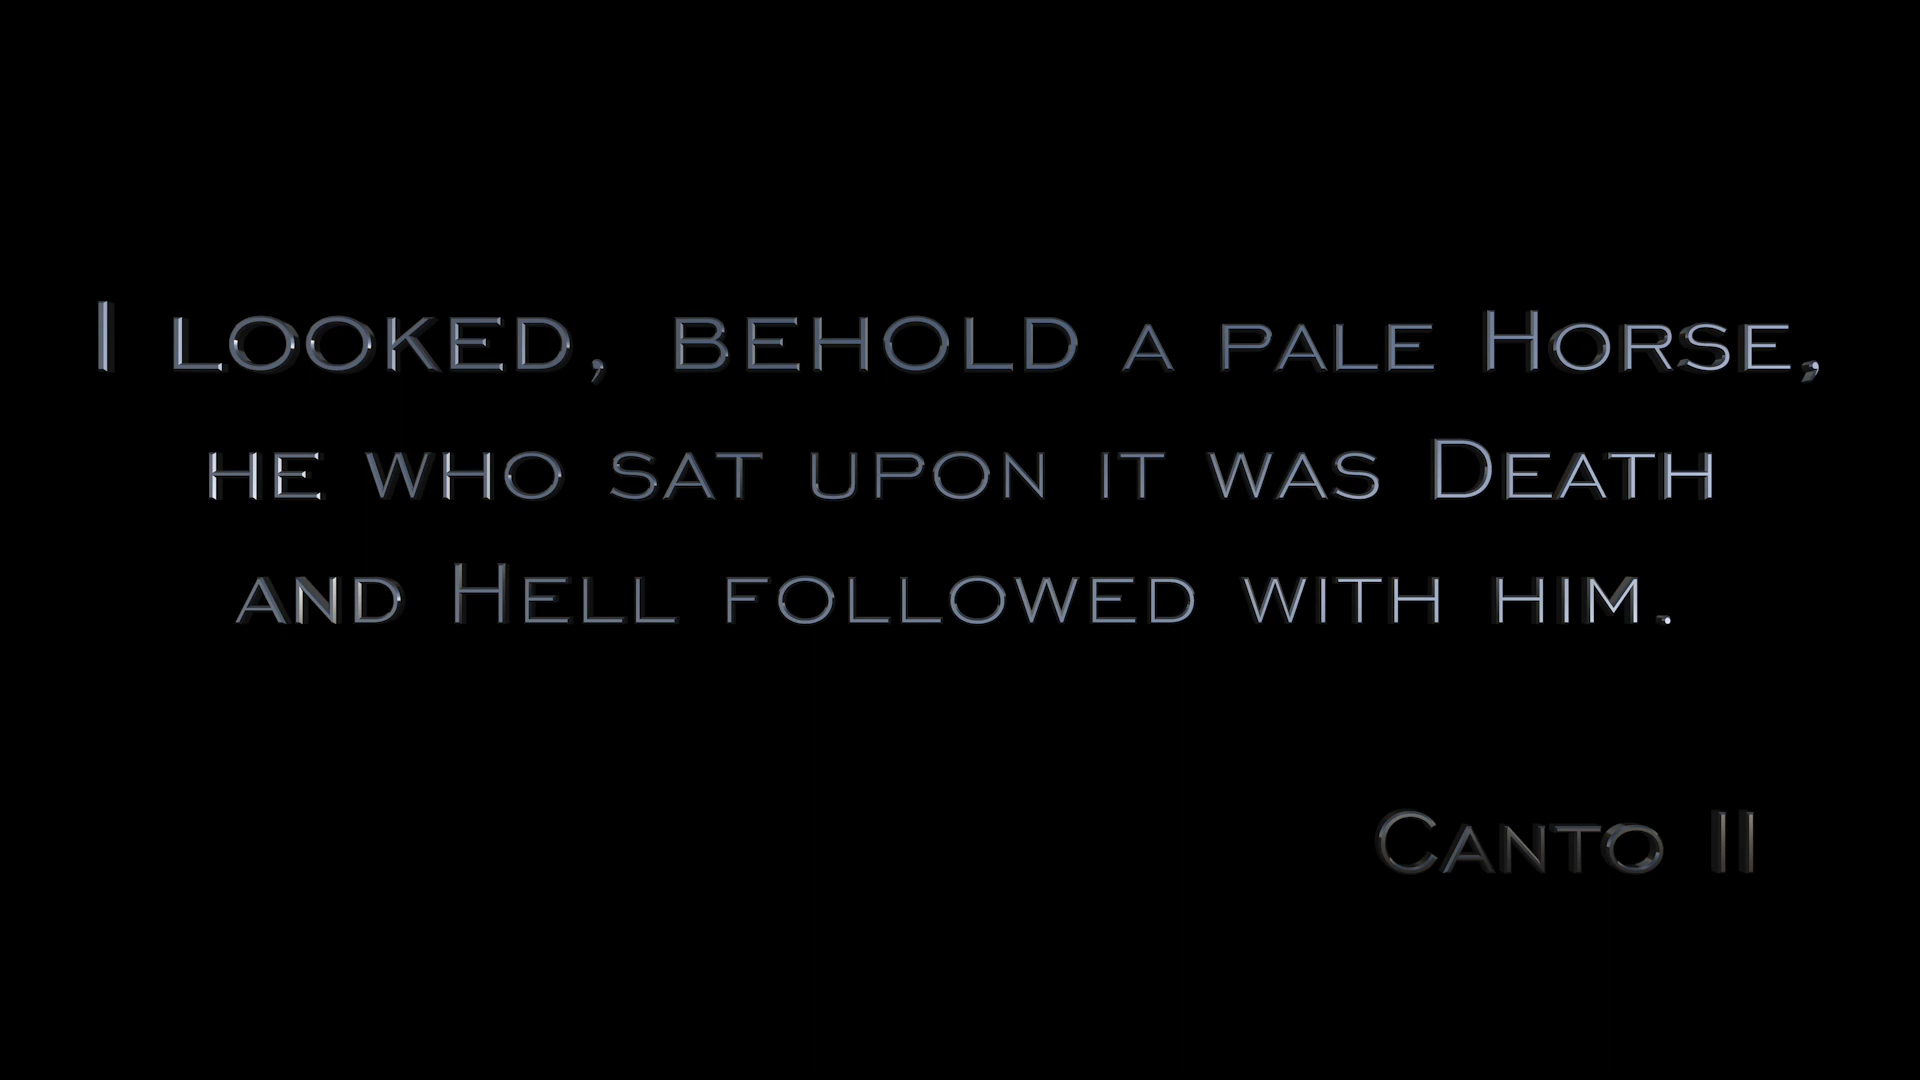 I looked, behold a pale Horse,
he who sat upon it was Death
and Hell followed with him.
Canto II